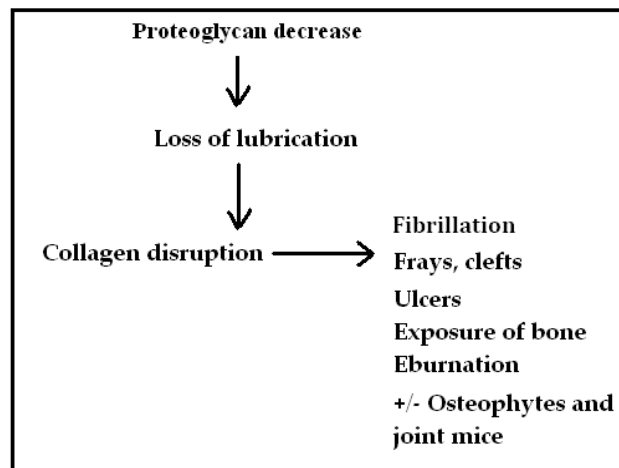 Proteoglycan decrease
Loss of lubrication
Collagen disruption
Fibrillation
Frays, clefts
Ulcers
Exposure of bone
Eburnation
+/- Osteophytes and
joint mice